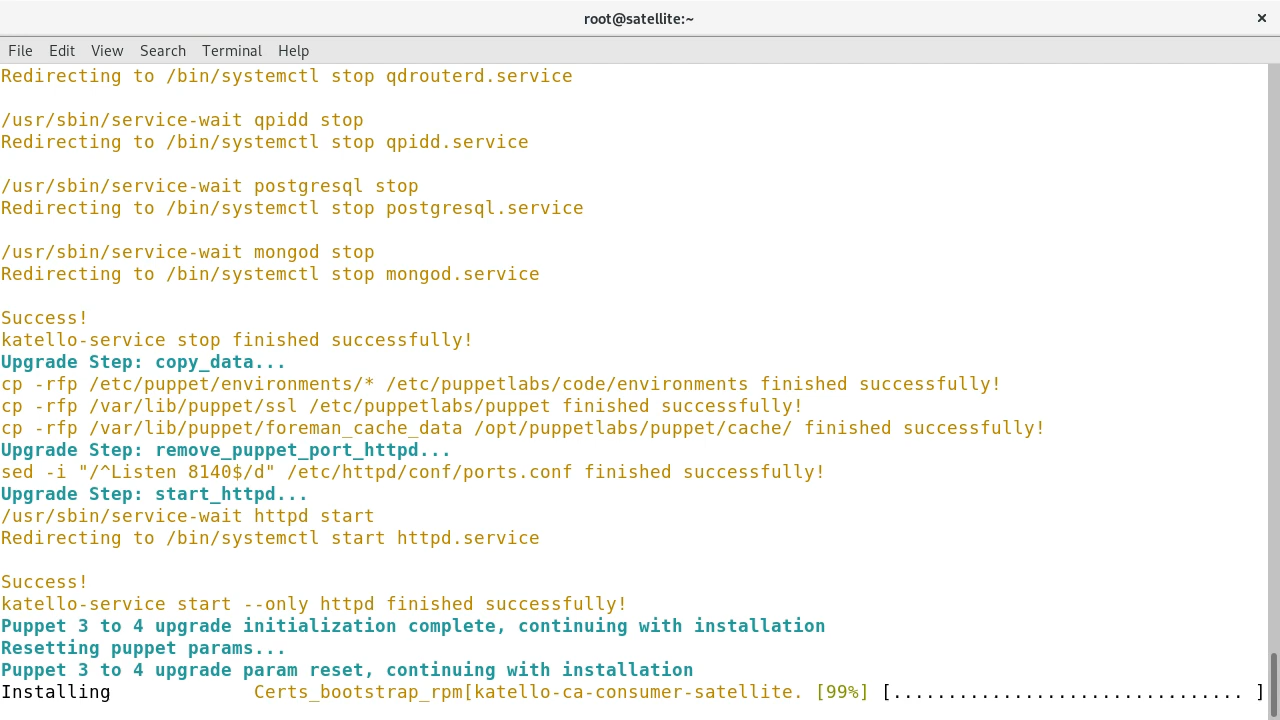 root@satellite:~
×
File Edit View Search Terminal Help
Redirecting to /bin/systemctl stop qdrouterd.service
/usr/sbin/service-wait qpidd stop
Redirecting to /bin/systemctl stop qpidd.service
/usr/sbin/service-wait postgresql stop
Redirecting to /bin/systemctl stop postgresql.service
/usr/sbin/service-wait mongod stop
Redirecting to /bin/systemctl stop mongod.service
Success!
katello-service stop finished successfully!
Upgrade Step: copy_data...
cp -rfp /etc/puppet/environments/* /etc/puppetlabs/code/environments finished successfully!
cp -rfp /var/lib/puppet/ssl /etc/puppetlabs/puppet finished successfully!
cp -rfp /var/lib/puppet/foreman_cache_data /opt/puppetlabs/puppet/cache/ finished successfully!
Upgrade Step: remove_puppet_port_httpd...
sed -i "/^Listen 8140$/d" /etc/httpd/conf/ports.conf finished successfully!
Upgrade Step: start_httpd...
/usr/sbin/service-wait httpd start
Redirecting to /bin/systemctl start httpd.service
Success!
katello-service start --only httpd finished successfully!
Puppet 3 to 4 upgrade initialization complete, continuing with installation
Resetting puppet params...
Puppet 3 to 4 upgrade param reset, continuing with installation
Installing             Certs_bootstrap_rpm[katello-ca-consumer-satellite. [99%] [................................ ]